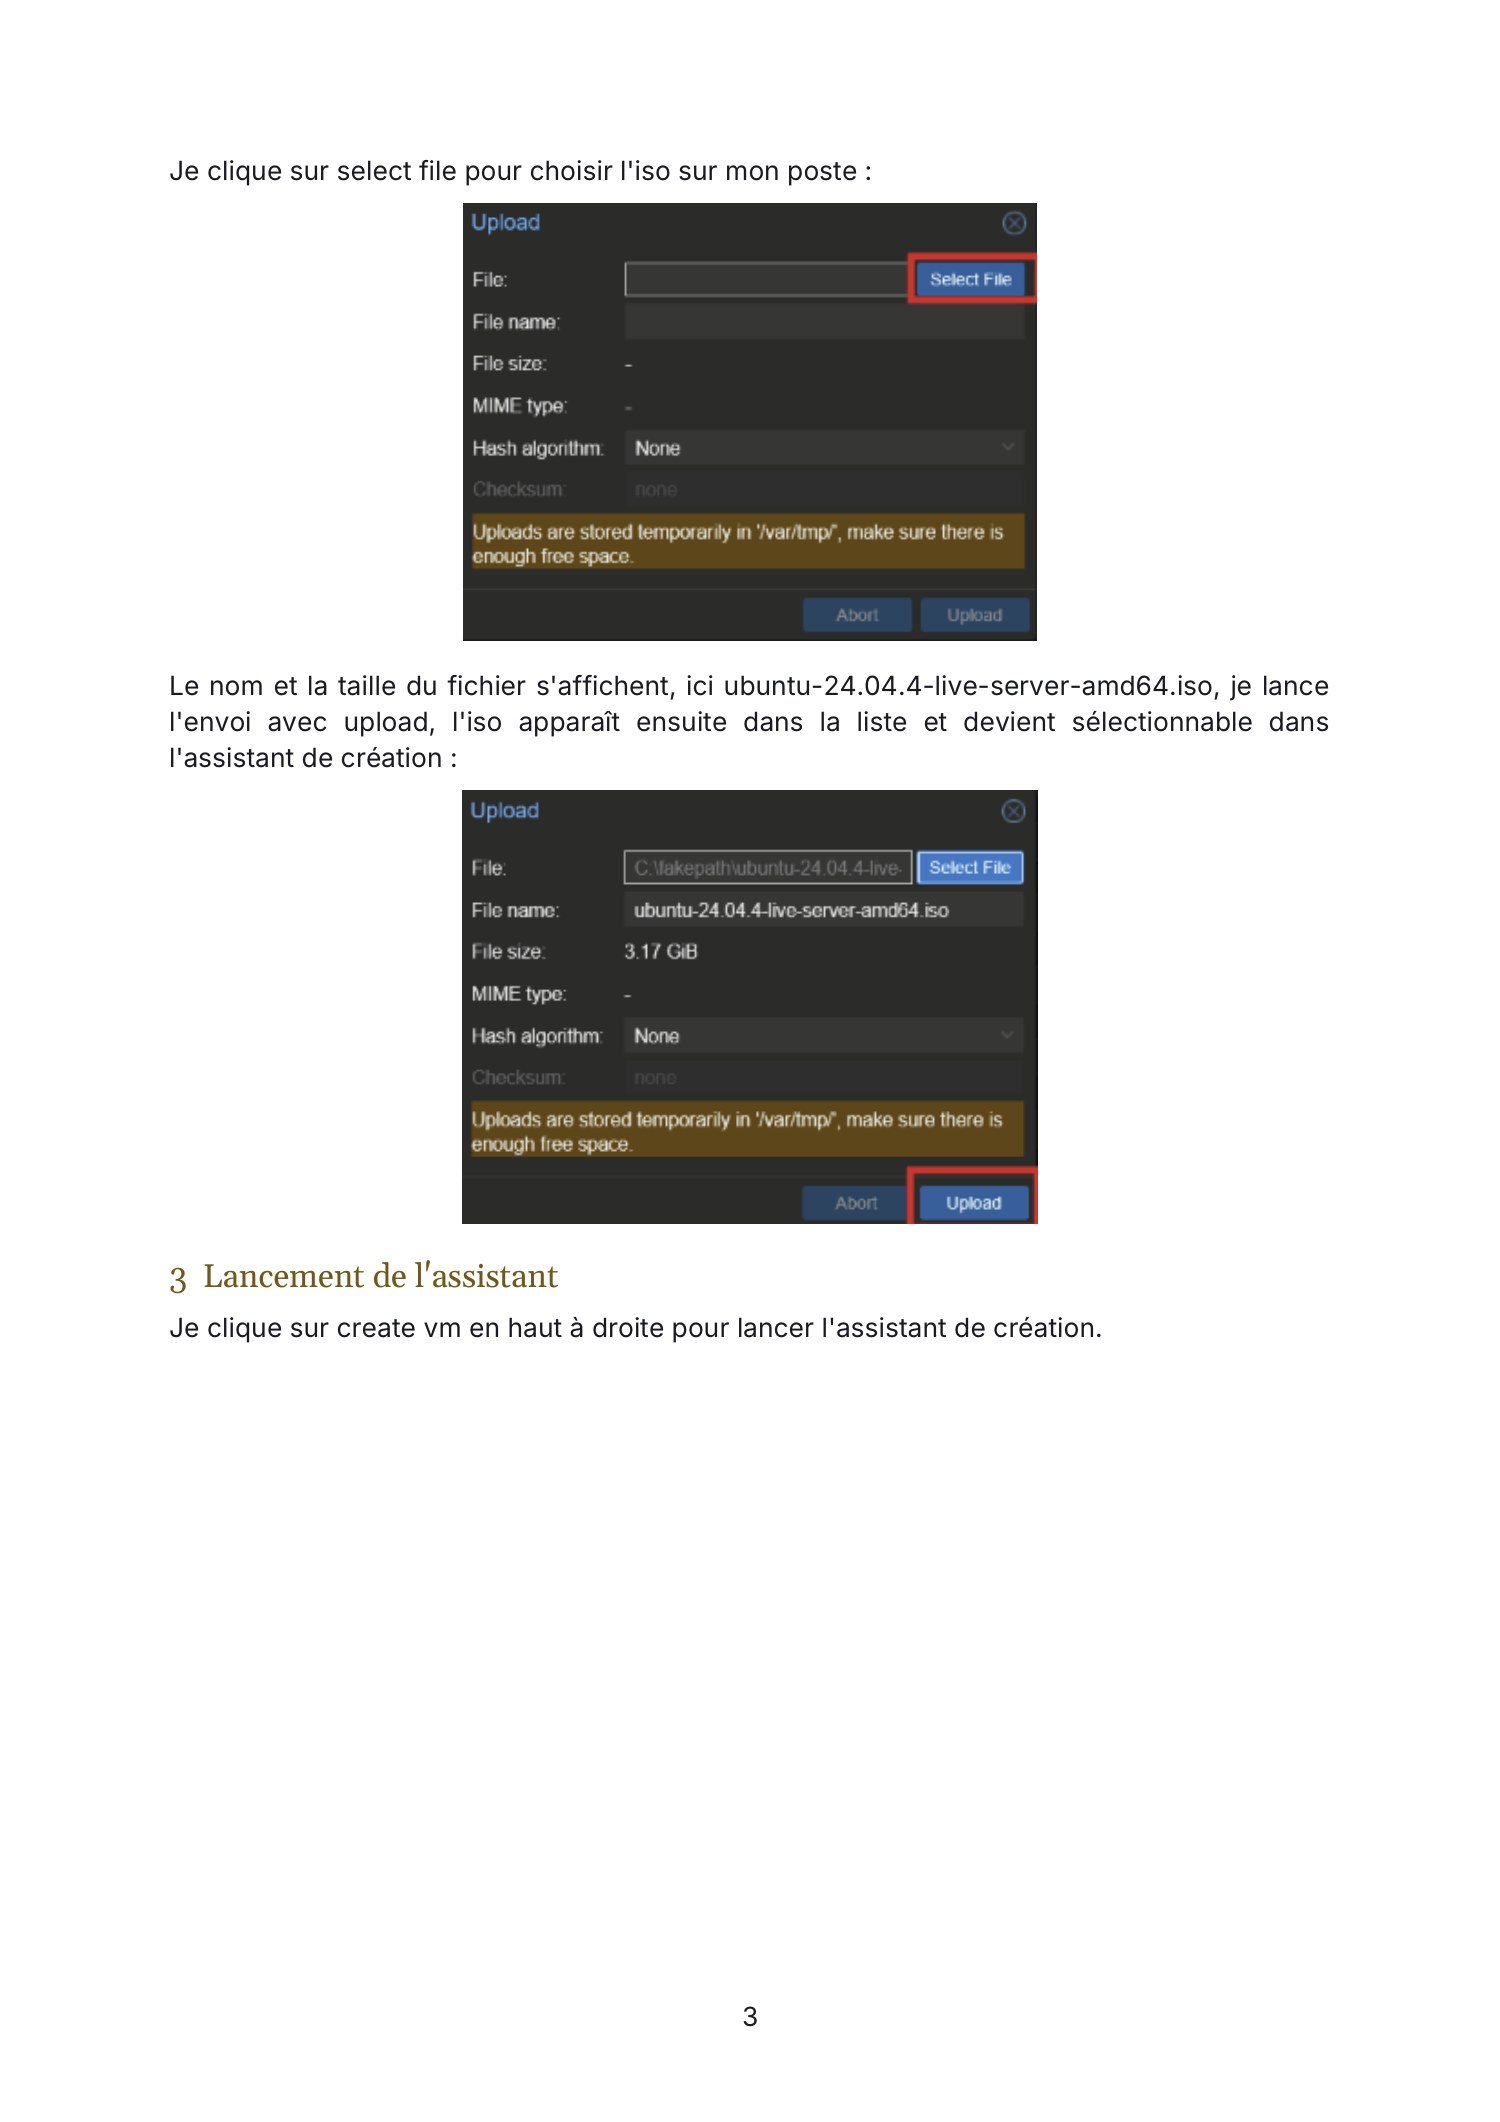 Je clique sur select file pour choisir l'iso sur mon poste :
Upload
File:
Select File
File name:
File size:
-
MIME type:
-
Hash algorithm:
None
Checksum:
none
Uploads are stored temporarily in '/var/tmp/', make sure there is
enough free space.
Abort
Upload
Le nom et la taille du fichier s'affichent, ici ubuntu-24.04.4-live-server-amd64.iso, je lance
l'envoi avec upload, l'iso apparaît ensuite dans la liste et devient sélectionnable dans
l'assistant de création :
Upload
File:
C:\fakepath\ubuntu-24.04.4-live-
Select File
File name:
ubuntu-24.04.4-live-server-amd64.iso
File size:
3.17 GiB
MIME type:
-
Hash algorithm:
None
Checksum:
none
Uploads are stored temporarily in '/var/tmp/', make sure there is
enough free space.
Abort
Upload
3 Lancement de l'assistant
Je clique sur create vm en haut à droite pour lancer l'assistant de création.
3